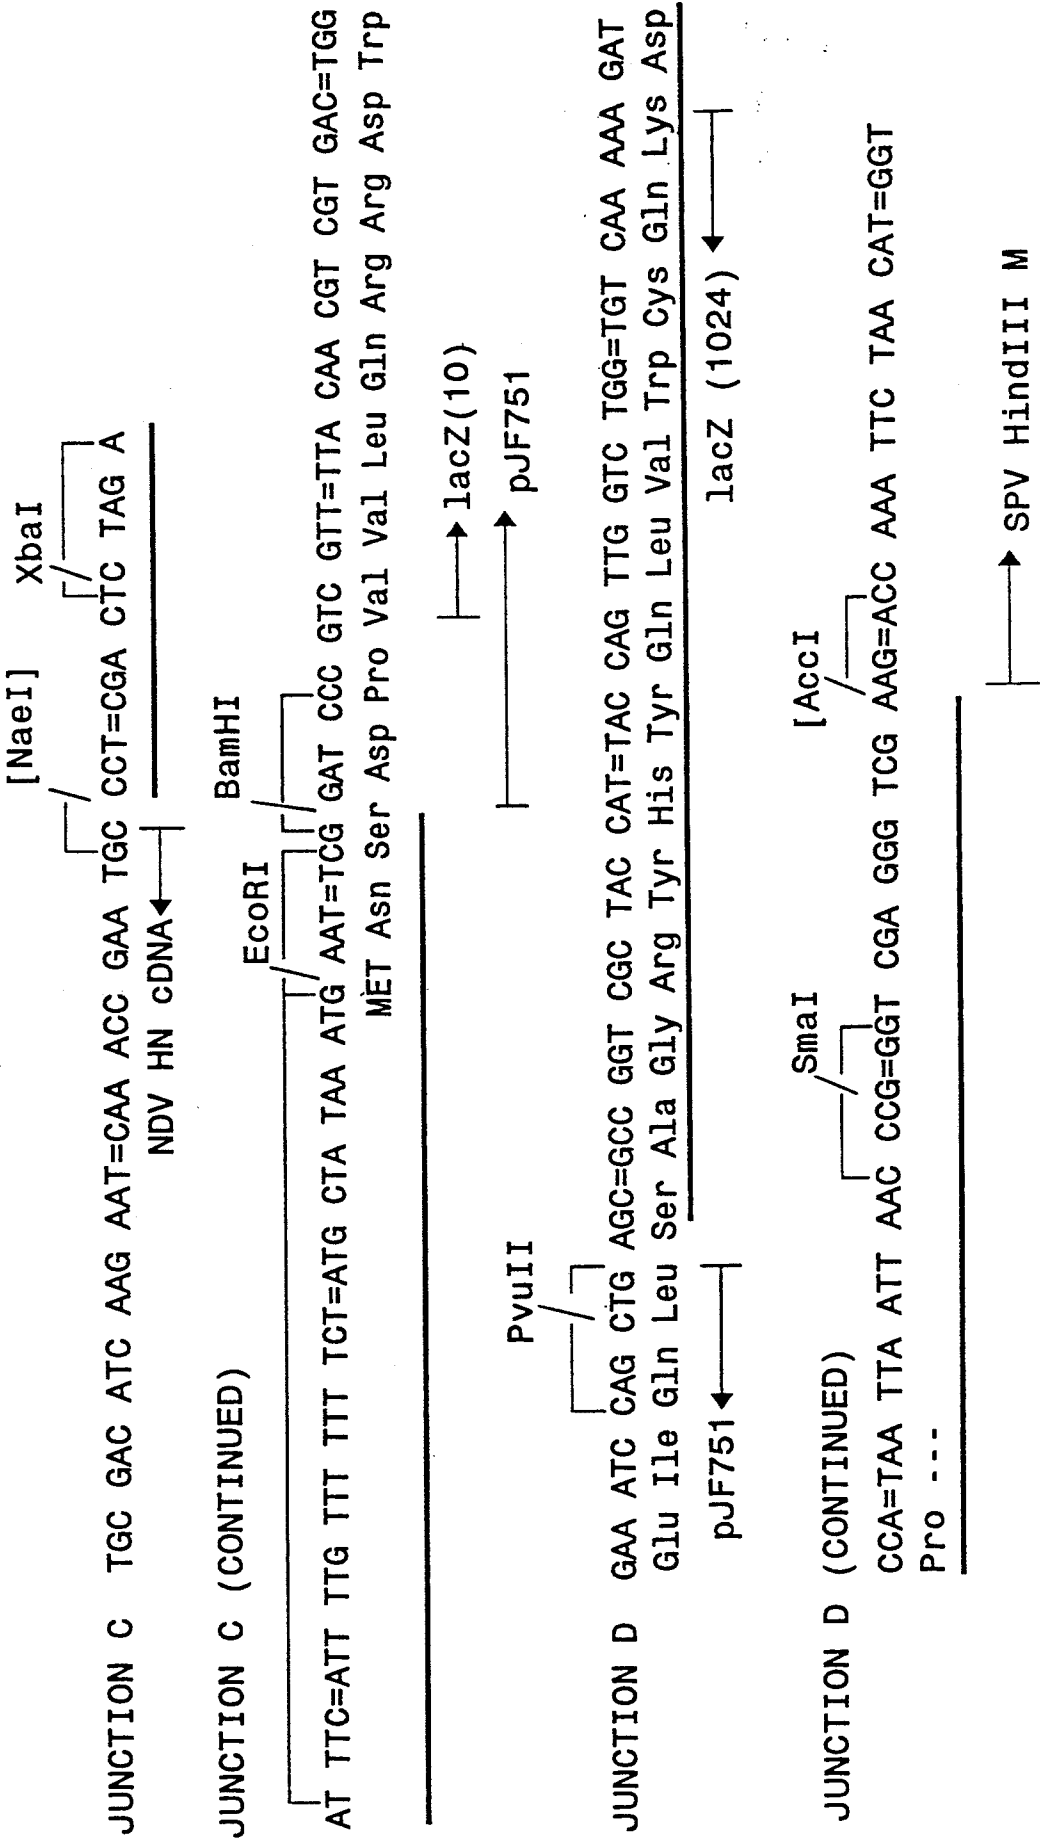 [NaeI] XbaI
JUNCTION C TGC GAC ATC AAG AAT=CAA ACC GAA TGC CCT=CGA CTC TAG A
NDV HN cDNA
JUNCTION C (CONTINUED)
EcoRI BamHI
AT TTC=ATT TTG TTT TTT TCT=ATG CTA TAA ATG AAT=TCG GAT CCC GTC GTT=TTA CAA CGT CGT GAC=TGG
MET Asn Ser Asp Pro Val Val Leu Gln Arg Arg Asp Trp
lacZ(10)
pJF751
PvuII
JUNCTION D GAA ATC CAG CTG AGC=GCC GGT CGC TAC CAT=TAC CAG TTG GTC TGG=TGT CAA AAA GAT
Glu Ile Gln Leu Ser Ala Gly Arg Tyr His Tyr Gln Leu Val Trp Cys Gln Lys Asp
pJF751 lacZ (1024)
SmaI [AccI
JUNCTION D (CONTINUED)
CCA=TAA TTA ATT AAC CCG=GGT CGA GGG TCG AAG=ACC AAA TTC TAA CAT=GGT
Pro ---
SPV HindIII M